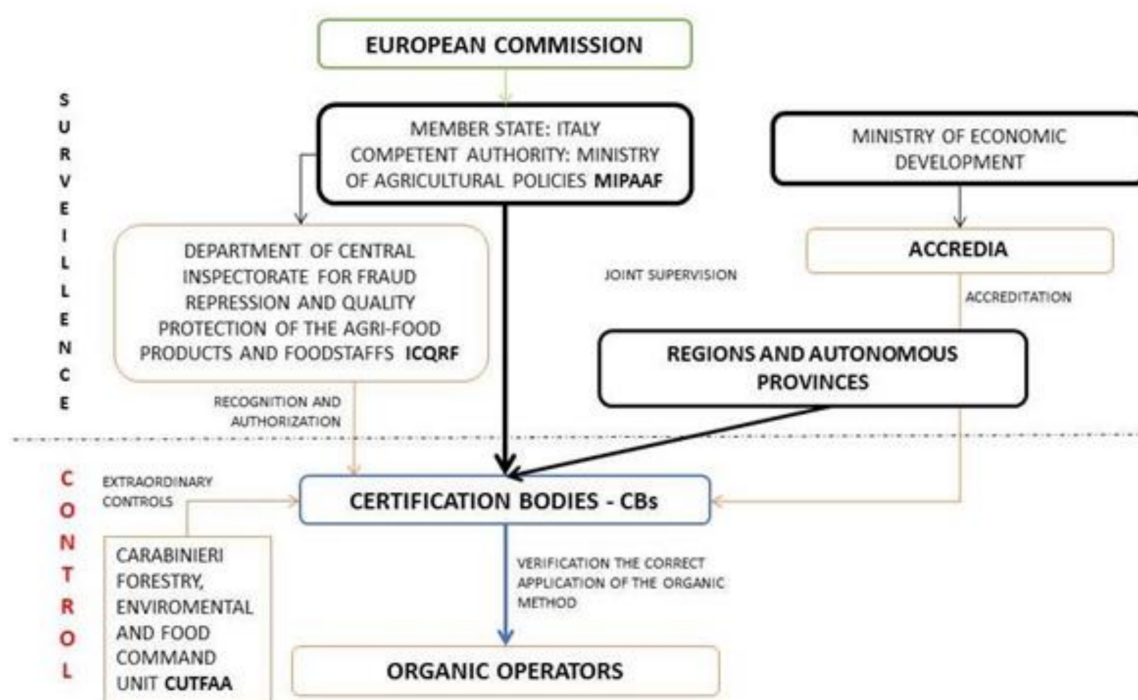 EUROPEAN COMMISSION
SURVEILLENCE
MEMBER STATE: ITALY
COMPETENT AUTHORITY: MINISTRY
OF AGRICULTURAL POLICIES MIPAAF
MINISTRY OF ECONOMIC
DEVELOPMENT
DEPARTMENT OF CENTRAL
INSPECTORATE FOR FRAUD
REPRESSION AND QUALITY
PROTECTION OF THE AGRI-FOOD
PRODUCTS AND FOODSTAFFS ICQRF
ACCREDIA
JOINT SUPERVISION
ACCREDITATION
REGIONS AND AUTONOMOUS
PROVINCES
RECOGNITION AND
AUTHORIZATION
CONTROL
EXTRAORDINARY
CONTROLS
CERTIFICATION BODIES - CBs
CARABINIERI
FORESTRY,
ENVIROMENTAL
AND FOOD
COMMAND
UNIT CUTFAA
VERIFICATION THE CORRECT
APPLICATION OF THE ORGANIC
METHOD
ORGANIC OPERATORS